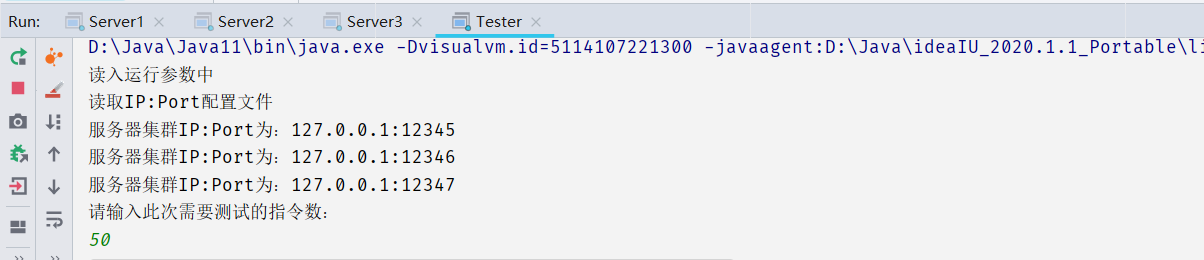 Run: Server1 Server2 Server3 Tester
D:\Java\Java11\bin\java.exe -Dvisualvm.id=5114107221300 -javaagent:D:\Java\ideaIU_2020.1.1_Portable\li
读入运行参数中
读取IP:Port配置文件
服务器集群IP:Port为：127.0.0.1:12345
服务器集群IP:Port为：127.0.0.1:12346
服务器集群IP:Port为：127.0.0.1:12347
请输入此次需要测试的指令数：
50